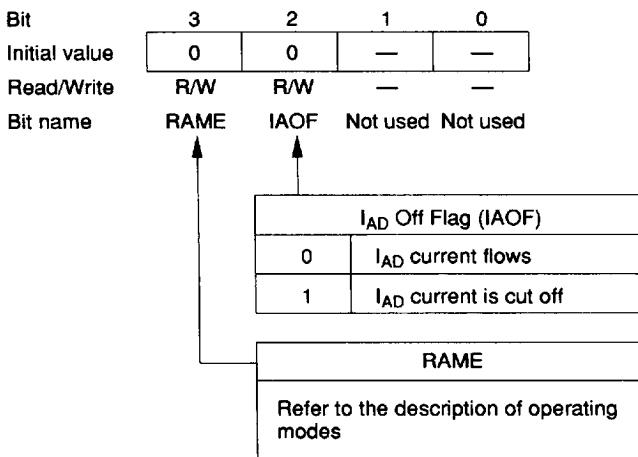 Bit 3 2 1 0
Initial value 0 0 — —
Read/Write R/W R/W — —
Bit name RAME IAOF Not used Not used
I_AD Off Flag (IAOF)
0 I_AD current flows
1 I_AD current is cut off
RAME
Refer to the description of operating
modes